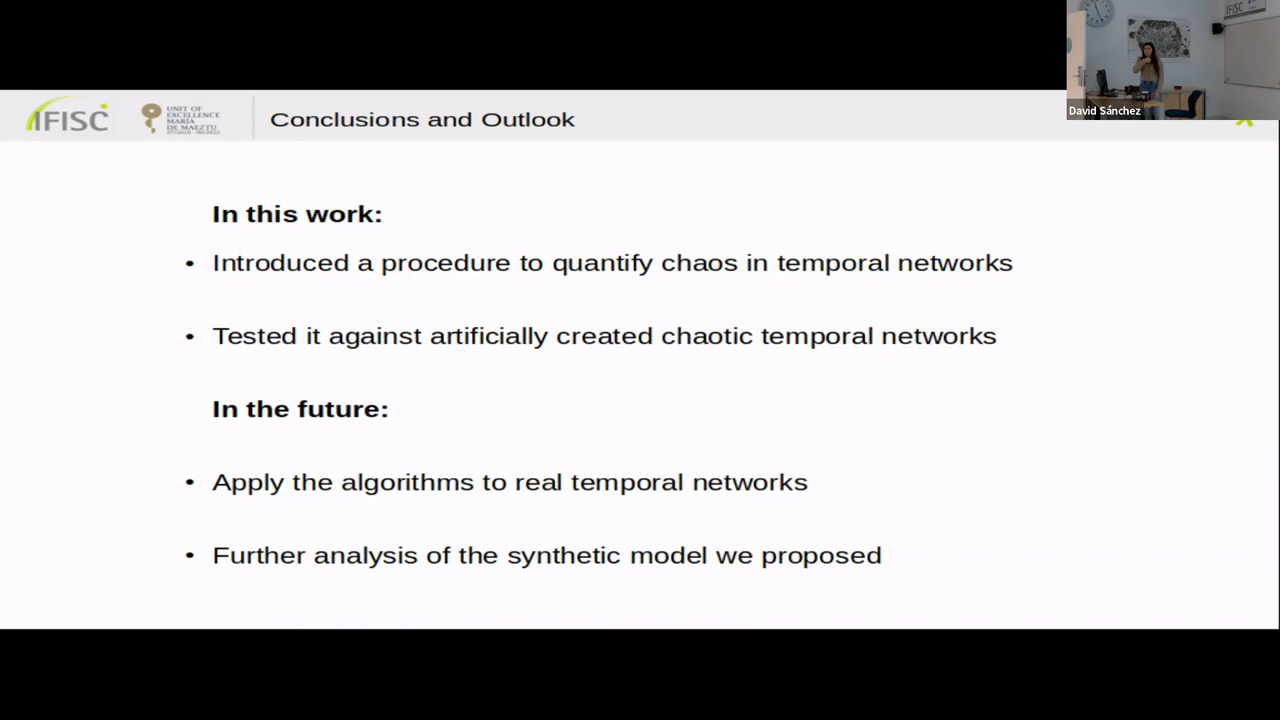 IFISC
David Sánchez
IFISC
UNIT OF
EXCELLENCE
MARÍA
DE MAEZTU
Conclusions and Outlook
In this work:
• Introduced a procedure to quantify chaos in temporal networks
• Tested it against artificially created chaotic temporal networks
In the future:
• Apply the algorithms to real temporal networks
• Further analysis of the synthetic model we proposed